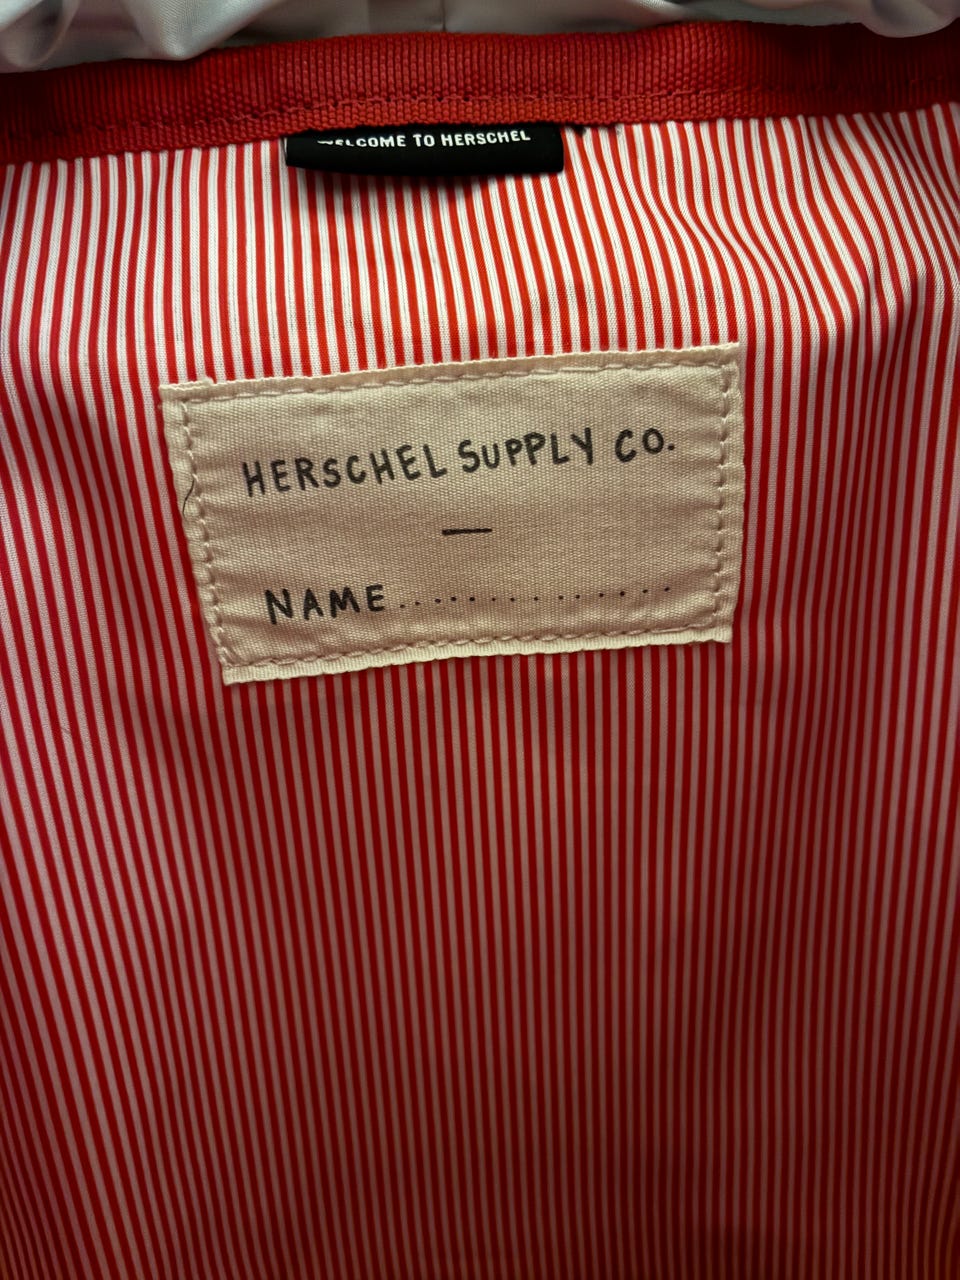 WELCOME TO HERSCHEL
HERSCHEL SUPPLY CO.
—
NAME...............